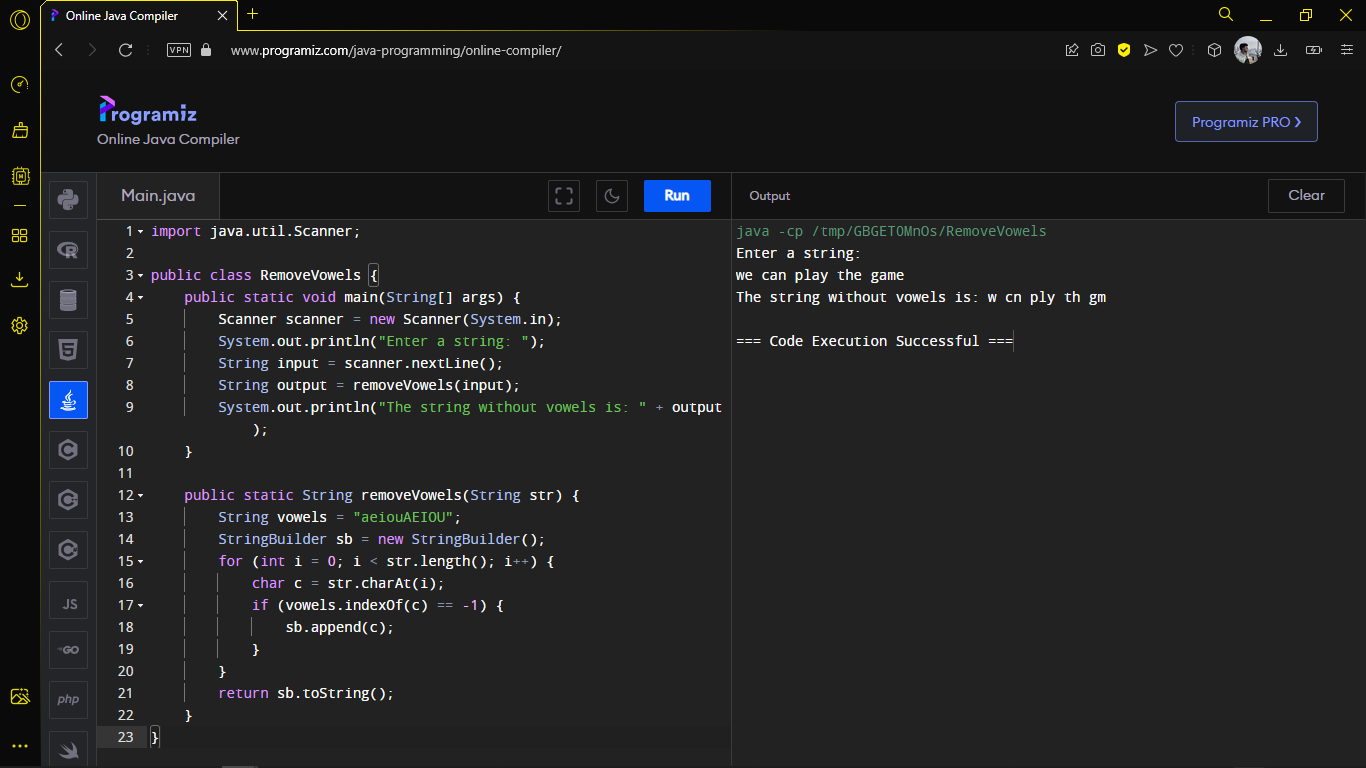 Online Java Compiler
VPN
www.programiz.com/java-programming/online-compiler/
Programiz
Online Java Compiler
Programiz PRO ❯
Main.java
Run
Output
Clear
1 import java.util.Scanner;
2
3 public class RemoveVowels {
4     public static void main(String[] args) {
5         Scanner scanner = new Scanner(System.in);
6         System.out.println("Enter a string: ");
7         String input = scanner.nextLine();
8         String output = removeVowels(input);
9         System.out.println("The string without vowels is: " + output
            );
10     }
11
12     public static String removeVowels(String str) {
13         String vowels = "aeiouAEIOU";
14         StringBuilder sb = new StringBuilder();
15         for (int i = 0; i < str.length(); i++) {
16             char c = str.charAt(i);
17             if (vowels.indexOf(c) == -1) {
18                 sb.append(c);
19             }
20         }
21         return sb.toString();
22     }
23 }
java -cp /tmp/GBGETOMnOs/RemoveVowels
Enter a string:
we can play the game
The string without vowels is: w cn ply th gm
=== Code Execution Successful ===
JS
GO
php